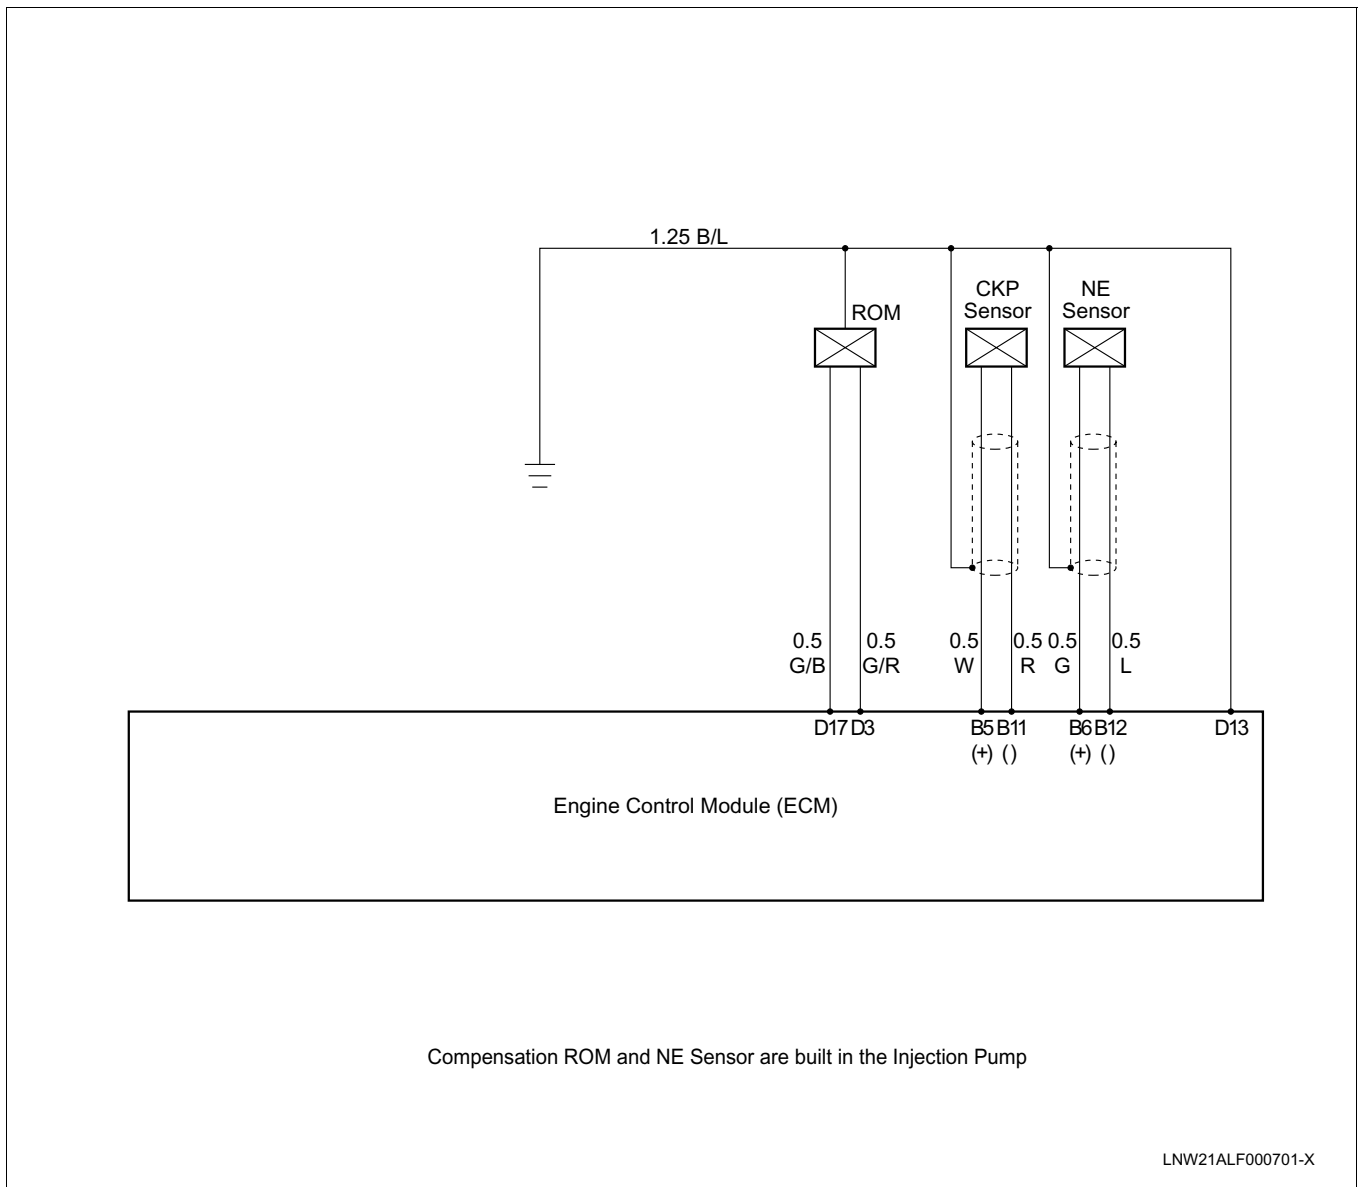 1.25 B/L
CKP
Sensor
NE
Sensor
ROM
0.5
G/B
0.5
G/R
0.5
W
0.5
R
0.5
G
0.5
L
D17 D3
B5 B11
(+) ( )
B6 B12
(+) ( )
D13
Engine Control Module (ECM)
Compensation ROM and NE Sensor are built in the Injection Pump
LNW21ALF000701-X